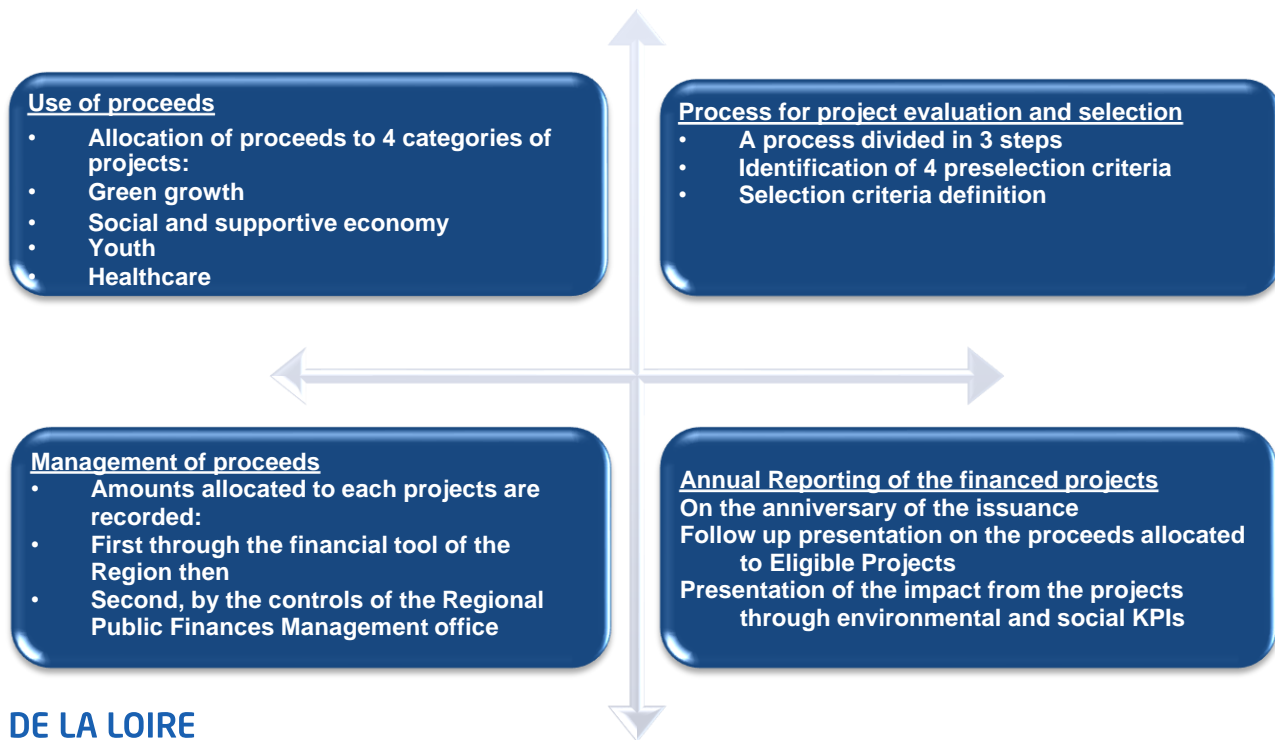 Use of proceeds
• Allocation of proceeds to 4 categories of
projects:
• Green growth
• Social and supportive economy
• Youth
• Healthcare
Process for project evaluation and selection
• A process divided in 3 steps
• Identification of 4 preselection criteria
• Selection criteria definition
Management of proceeds
• Amounts allocated to each projects are
recorded:
• First through the financial tool of the
Region then
• Second, by the controls of the Regional
Public Finances Management office
Annual Reporting of the financed projects
On the anniversary of the issuance
Follow up presentation on the proceeds allocated
to Eligible Projects
Presentation of the impact from the projects
through environmental and social KPIs
DE LA LOIRE